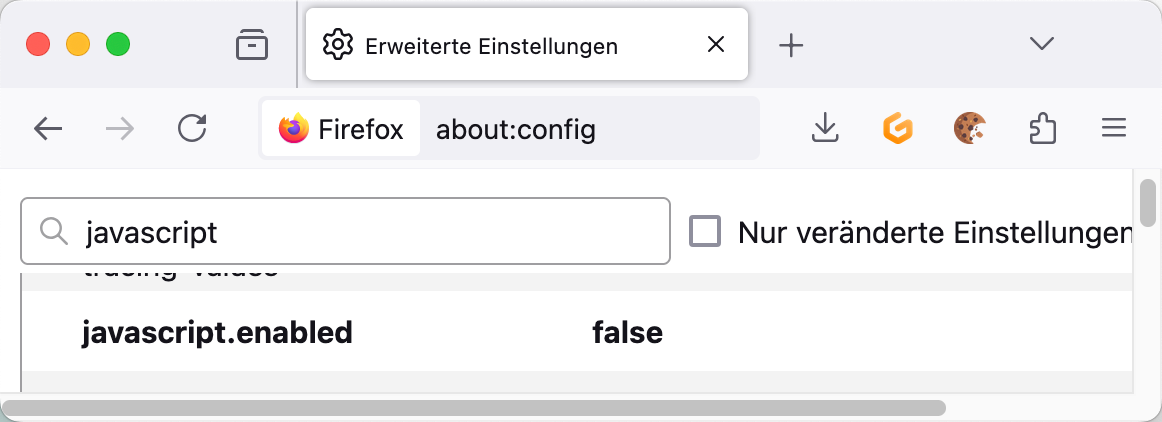 Erweiterte Einstellungen
Firefox about:config
javascript
Nur veränderte Einstellungen
javascript.enabled false